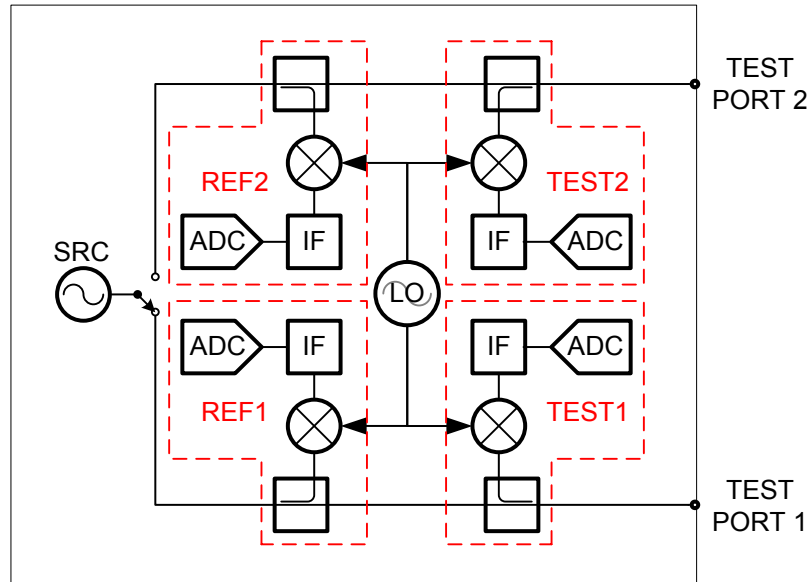 TEST
PORT 2
REF2
TEST2
ADC
IF
IF
ADC
SRC
LO
ADC
IF
IF
ADC
REF1
TEST1
TEST
PORT 1